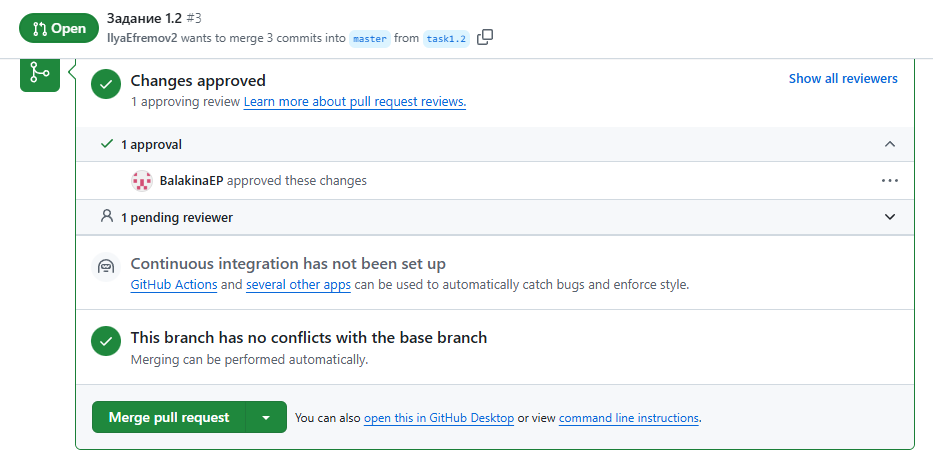 Open
Задание 1.2 #3
IlyaEfremov2 wants to merge 3 commits into master from task1.2
Changes approved
Show all reviewers
1 approving review Learn more about pull request reviews.
1 approval
BalakinaEP approved these changes
1 pending reviewer
Continuous integration has not been set up
GitHub Actions and several other apps can be used to automatically catch bugs and enforce style.
This branch has no conflicts with the base branch
Merging can be performed automatically.
Merge pull request
You can also open this in GitHub Desktop or view command line instructions.